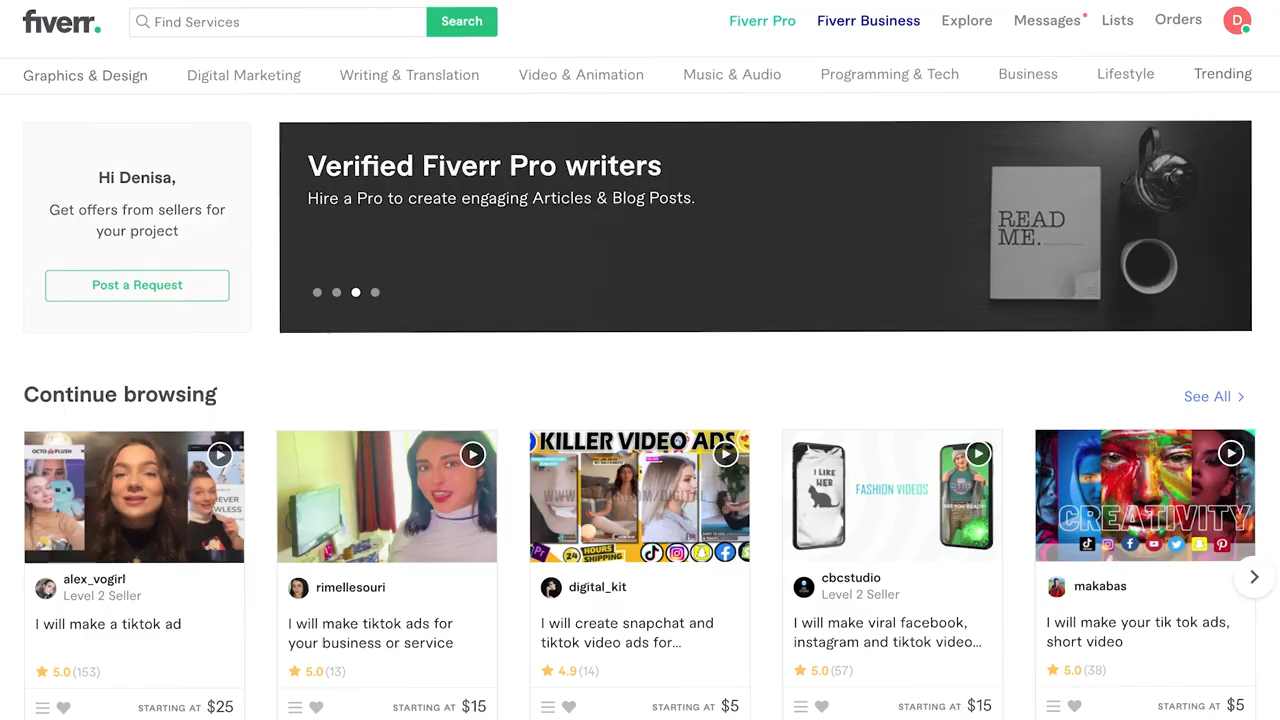 fiverr.
Find Services
Search
Fiverr Pro
Fiverr Business
Explore
Messages
Lists
Orders
D
Graphics & Design
Digital Marketing
Writing & Translation
Video & Animation
Music & Audio
Programming & Tech
Business
Lifestyle
Trending
Hi Denisa,
Get offers from sellers for
your project
Post a Request
Verified Fiverr Pro writers
Hire a Pro to create engaging Articles & Blog Posts.
READ
ME.
Continue browsing
See All
OCTO PLUSH
KILLER VIDEO ADS
24 HOURS
SHIPPING
Pr
I LIKE
HER
FASHION VIDEOS
ARE YOU READY?
CREATIVITY
alex_vogirl
Level 2 Seller
I will make a tiktok ad
5.0 (153)
STARTING AT $25
rimellesouri
I will make tiktok ads for
your business or service
5.0 (13)
STARTING AT $15
digital_kit
I will create snapchat and
tiktok video ads for...
4.9 (14)
STARTING AT $5
cbcstudio
Level 2 Seller
I will make viral facebook,
instagram and tiktok video...
5.0 (57)
STARTING AT $15
makabas
I will make your tik tok ads,
short video
5.0 (38)
STARTING AT $5